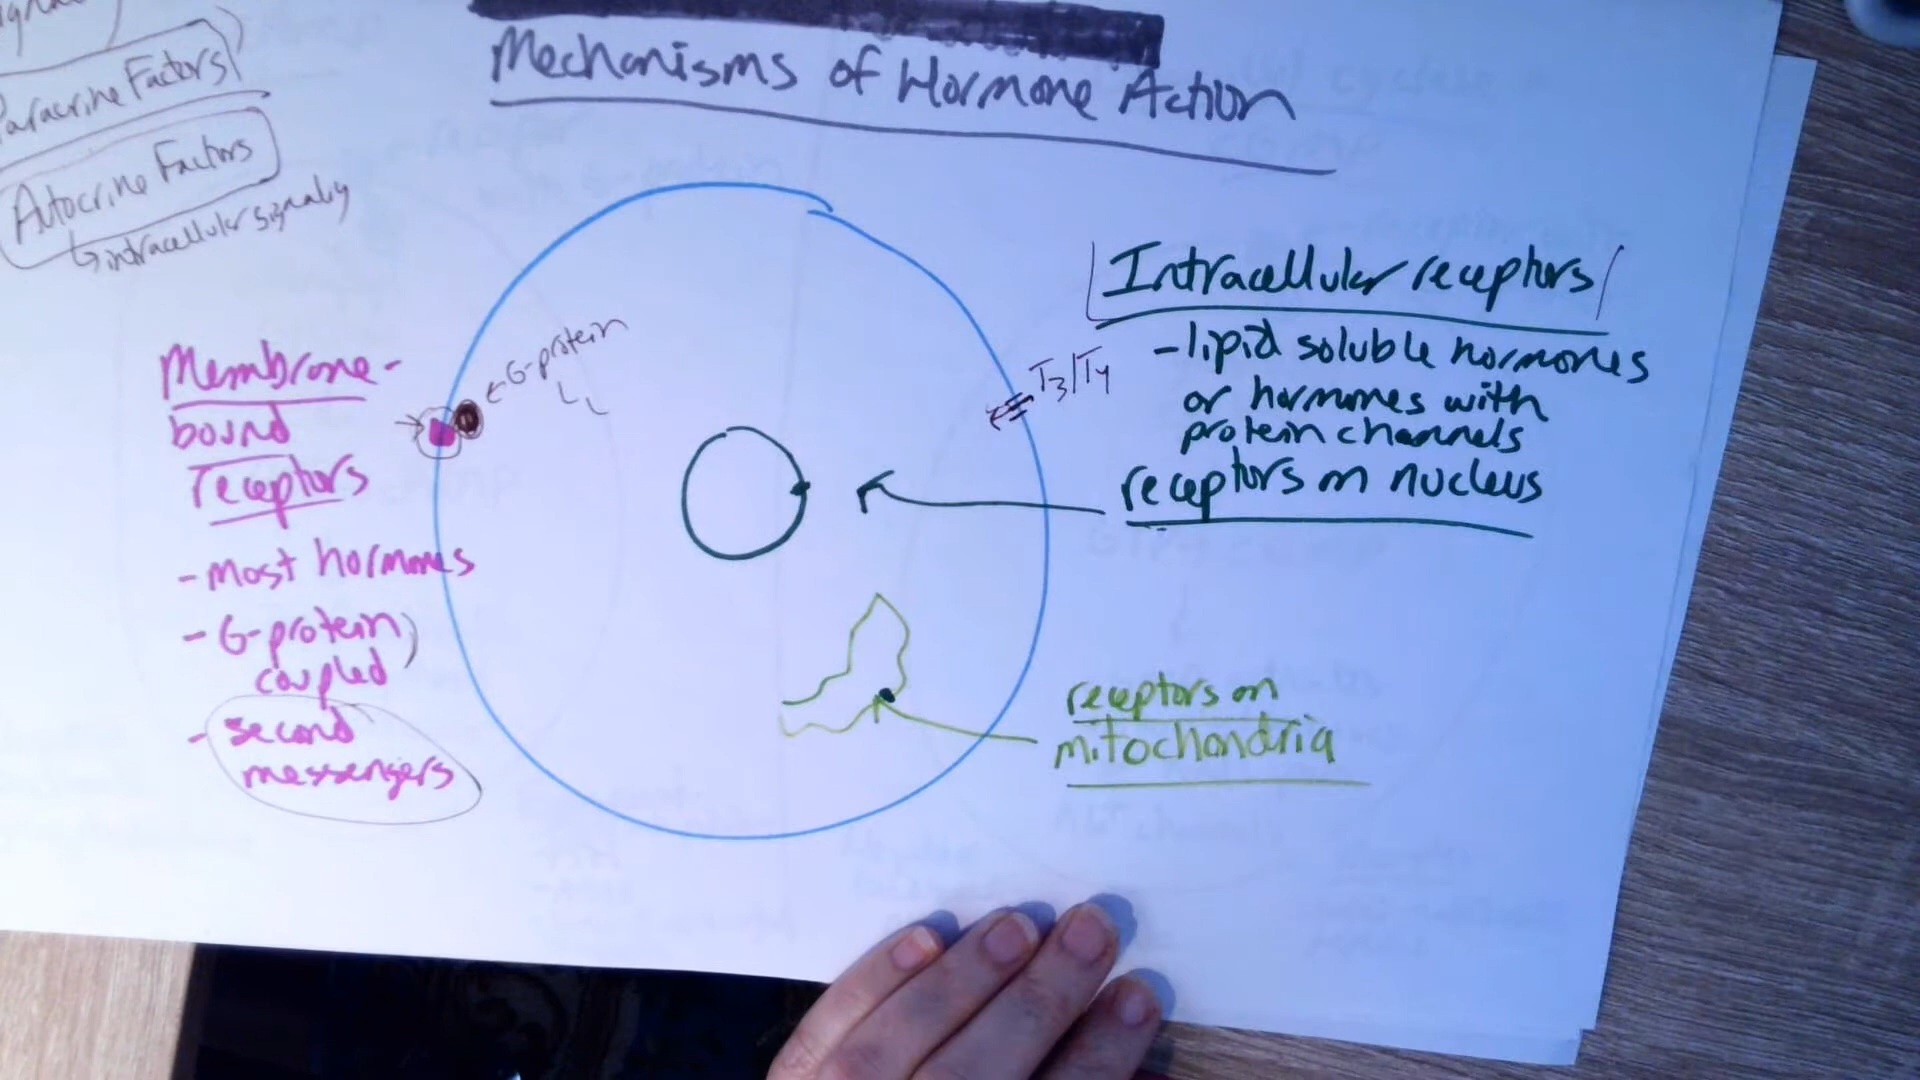 Paracrine Factors
Autocrine Factors
intracellular signaling
Mechanisms of Hormone Action
Membrane-
bound
receptors
- most hormones
- G-protein
coupled
- second
messengers
G-protein
T3/T4
Intracellular receptors
- lipid soluble hormones
or hormones with
protein channels
receptors on nucleus
receptors on
mitochondria